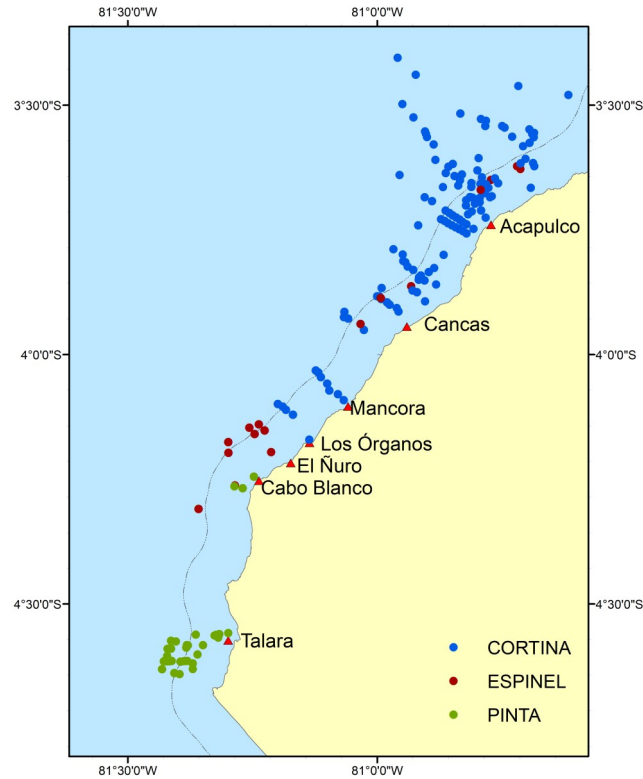 81°30'0"W 81°0'0"W
3°30'0"S 3°30'0"S
Acapulco
Cancas
4°0'0"S 4°0'0"S
Mancora
Los Órganos
El Ñuro
Cabo Blanco
4°30'0"S 4°30'0"S
Talara
CORTINA
ESPINEL
PINTA
81°30'0"W 81°0'0"W